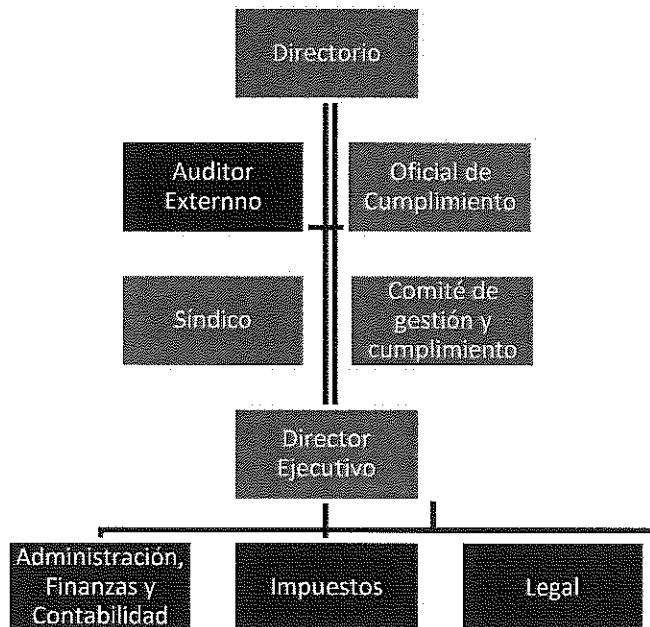 Directorio
Auditor
Externno
Oficial de
Cumplimiento
Síndico
Comité de
gestión y
cumplimiento
Director
Ejecutivo
Administración,
Finanzas y
Contabilidad
Impuestos
Legal